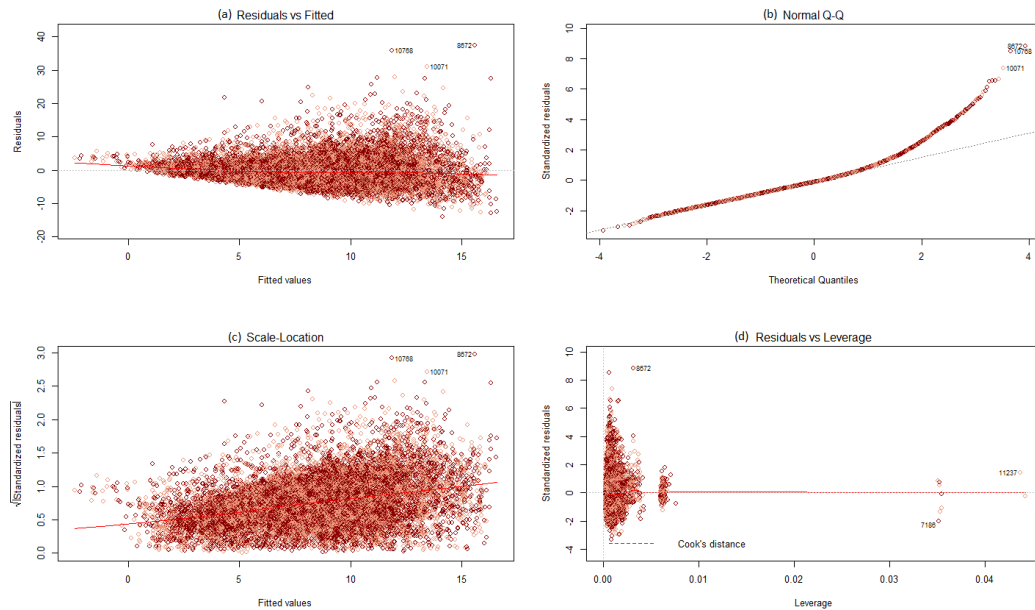 (a) Residuals vs Fitted
Residuals
40
30
20
10
0
-10
-20
8672
10768
10071
0 5 10 15
Fitted values
(b) Normal Q-Q
Standardized residuals
10
8
6
4
2
0
-2
8672
10768
10071
-4 -2 0 2 4
Theoretical Quantiles
(c) Scale-Location
√|Standardized residuals|
3.0
2.5
2.0
1.5
1.0
0.5
0.0
8672
10768
10071
0 5 10 15
Fitted values
(d) Residuals vs Leverage
Standardized residuals
10
8
6
4
2
0
-2
-4
8672
11237
7186
Cook's distance
0.00 0.01 0.02 0.03 0.04
Leverage